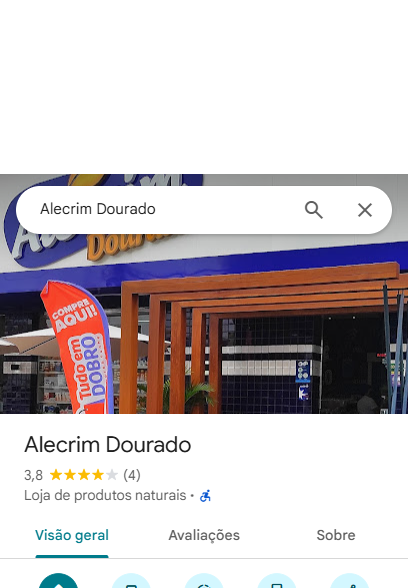 Alecrim Dourado
COMPRE
AQUI!
Tudo em
DOBRO
Alecrim Dourado
3,8 (4)
Loja de produtos naturais ·
Visão geral
Avaliações
Sobre